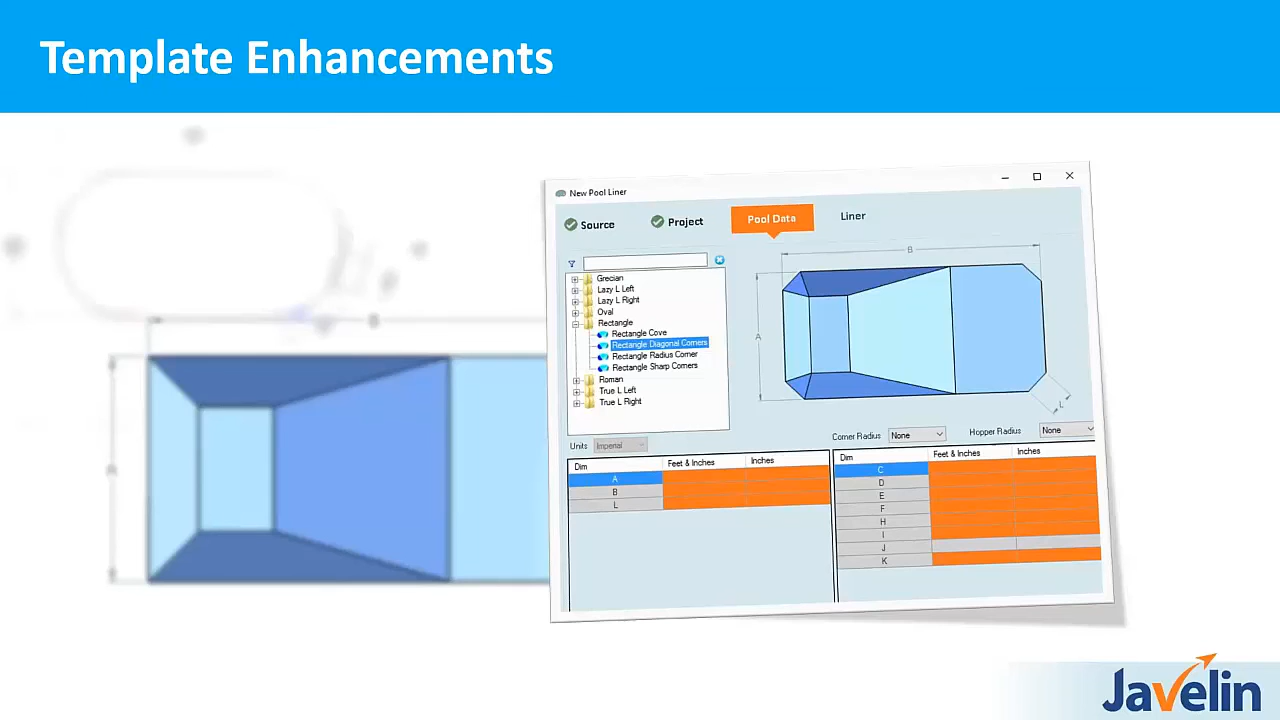 Template Enhancements
New Pool Liner
Source
Project
Pool Data
Liner
Grecian
Lazy L Left
Lazy L Right
Oval
Rectangle
Rectangle Cove
Rectangle Diagonal Corners
Rectangle Radius Corner
Rectangle Sharp Corners
Roman
True L Left
True L Right
B
A
L
Units Imperial
Corner Radius None
Hopper Radius None
Dim Feet & Inches Inches
A
B
L
Dim Feet & Inches Inches
C
D
E
F
H
I
J
K
Javelin